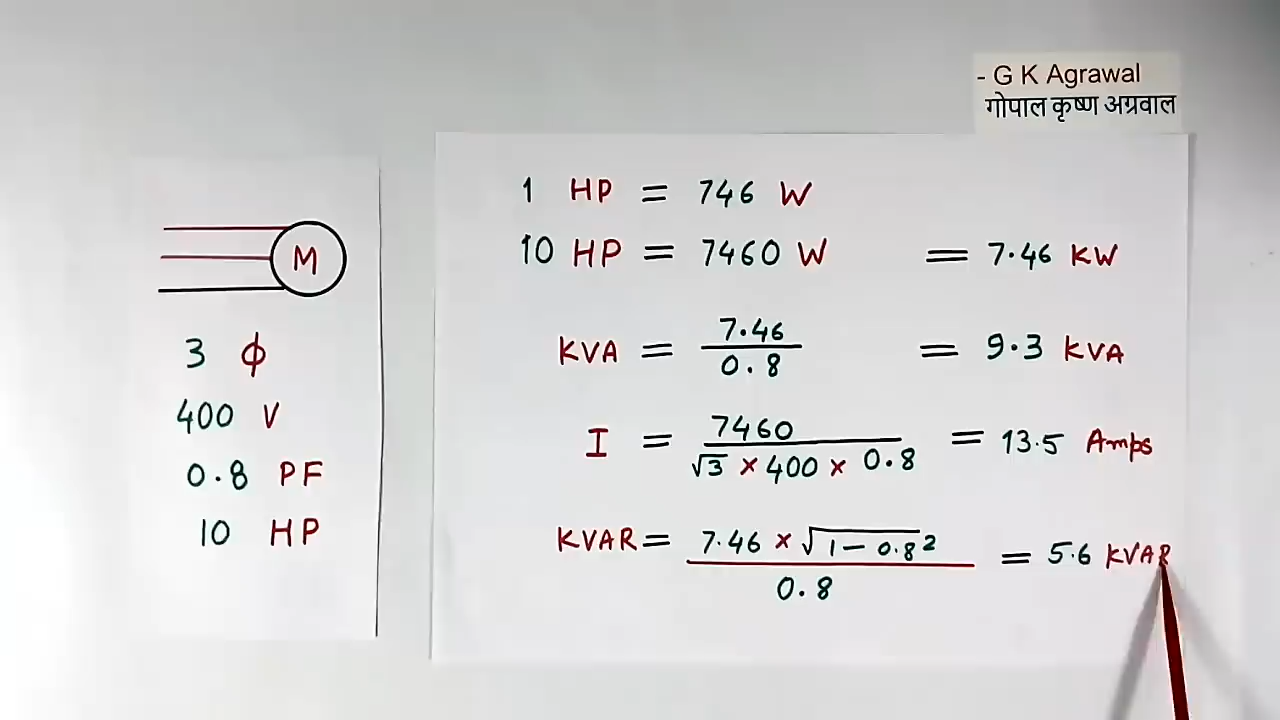 - G K Agrawal
गोपाल कृष्ण अग्रवाल
M
3 ϕ
400 V
0.8 PF
10 HP
1 HP = 746 W
10 HP = 7460 W = 7.46 KW
KVA = 7.46 / 0.8 = 9.3 KVA
I = 7460 / √3 × 400 × 0.8 = 13.5 Amps
KVAR = 7.46 × √1 - 0.8² / 0.8 = 5.6 KVAR